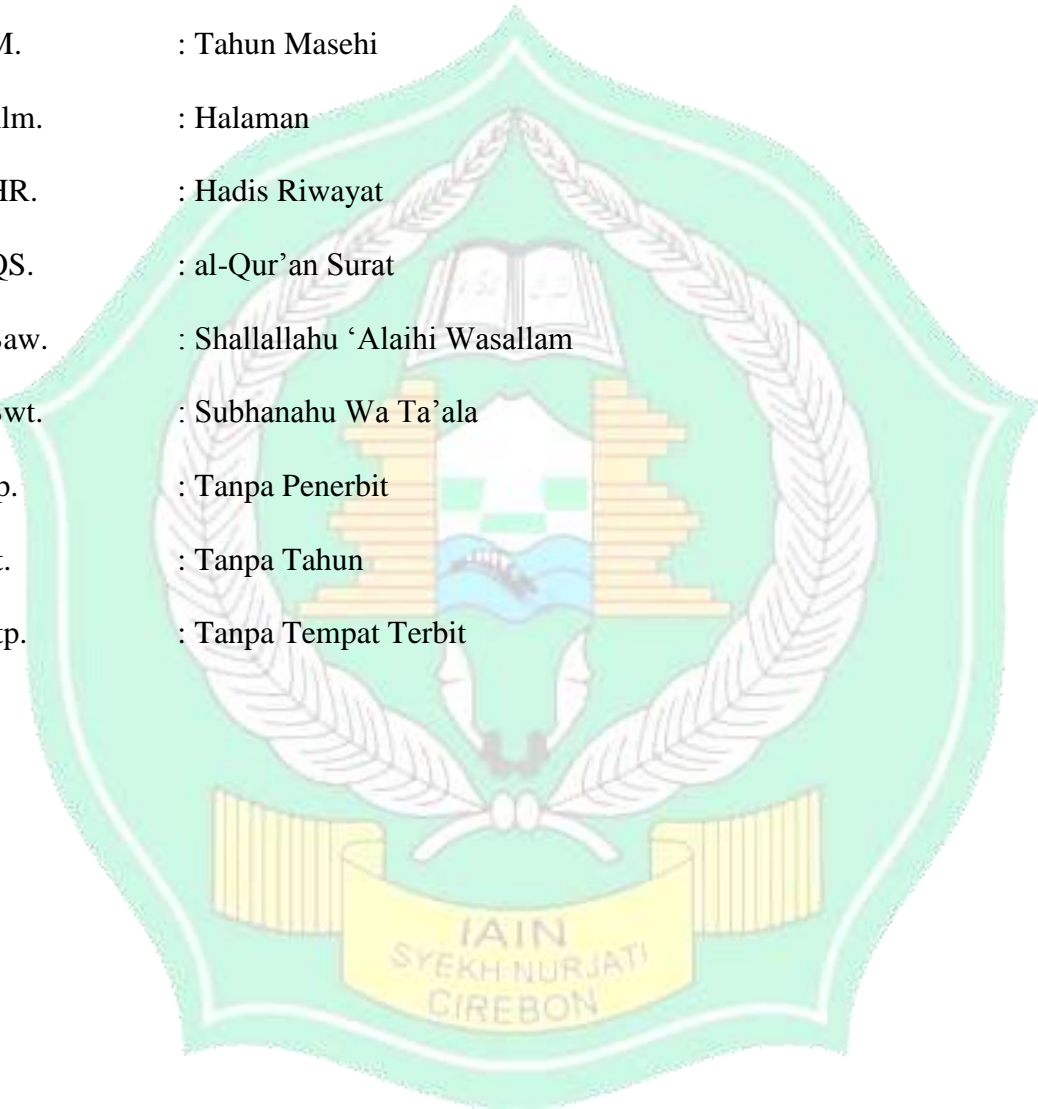 M. : Tahun Masehi
lm. : Halaman
HR. : Hadis Riwayat
QS. : al-Qur’an Surat
Saw. : Shallallahu ‘Alaihi Wasallam
Swt. : Subhanahu Wa Ta’ala
p. : Tanpa Penerbit
t. : Tanpa Tahun
tp. : Tanpa Tempat Terbit
IAIN
SYEKH NURJATI
CIREBON